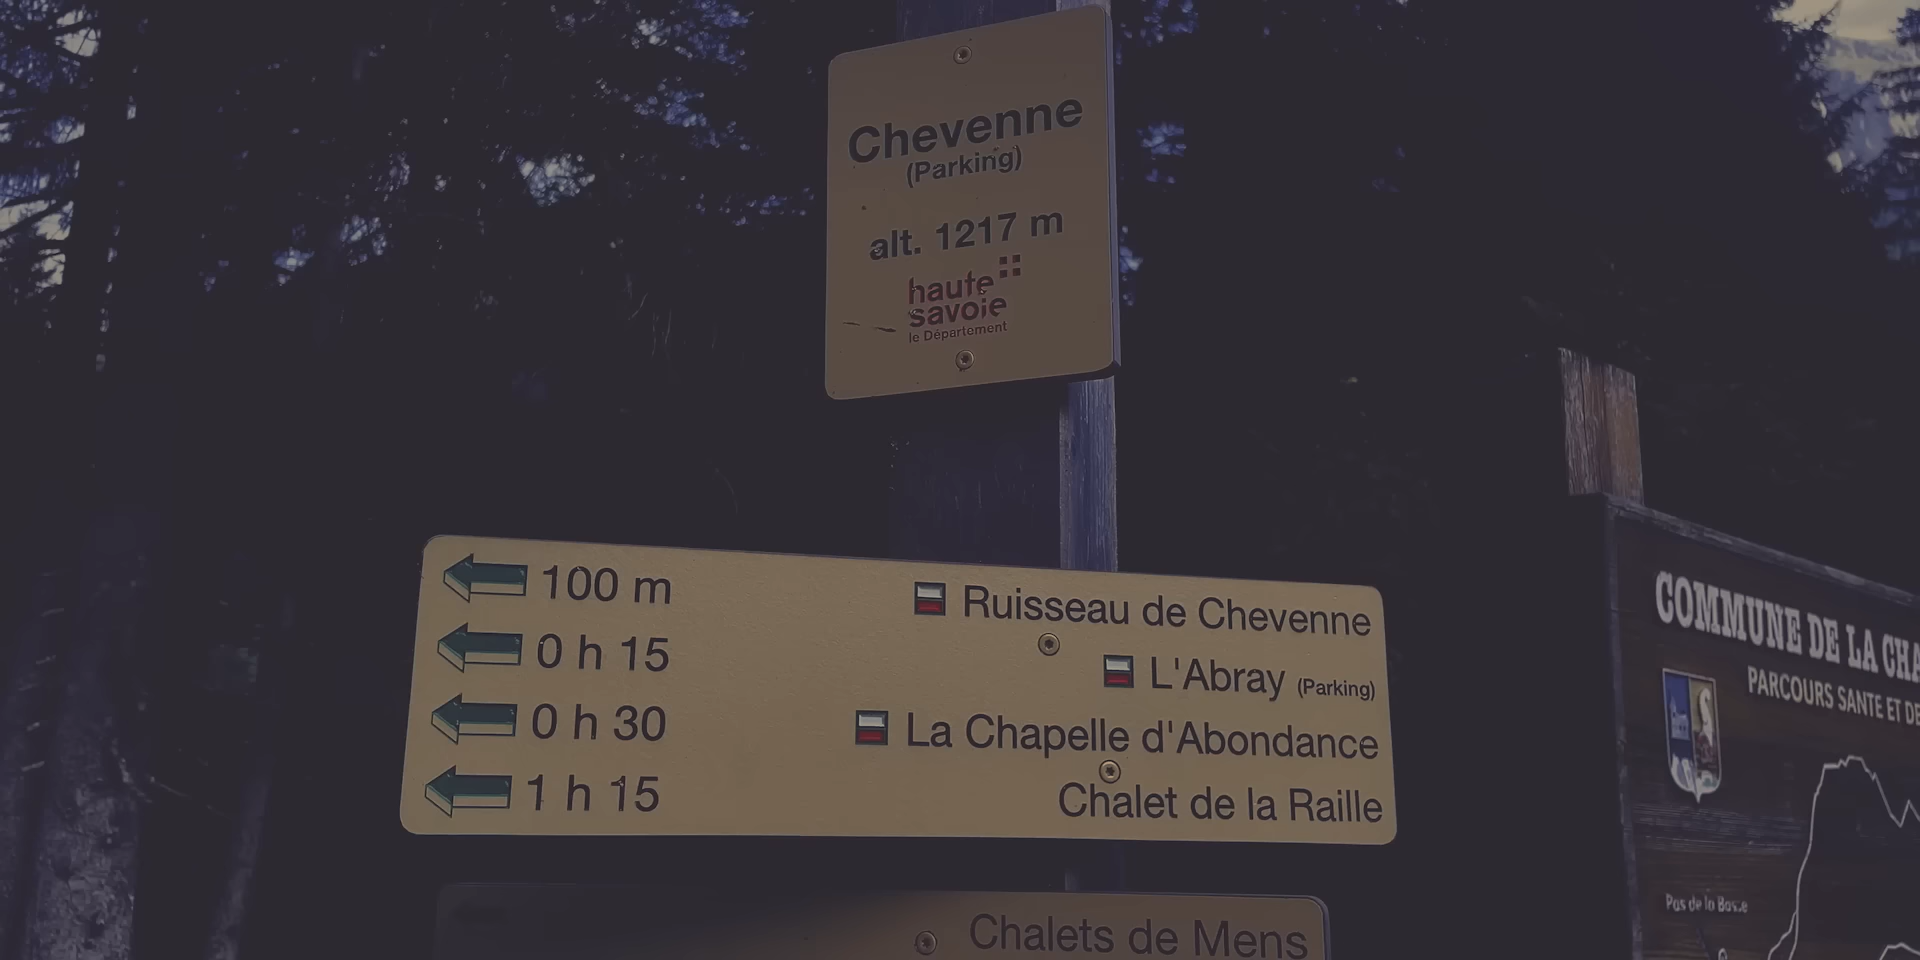 Chevenne
(Parking)
alt. 1217 m
haute
savoie
le Département
100 m Ruisseau de Chevenne
0 h 15 L'Abray (Parking)
0 h 30 La Chapelle d'Abondance
1 h 15 Chalet de la Raille
Chalets de Mens
COMMUNE DE LA CHA
PARCOURS SANTE ET DE
Pas de la Bosse